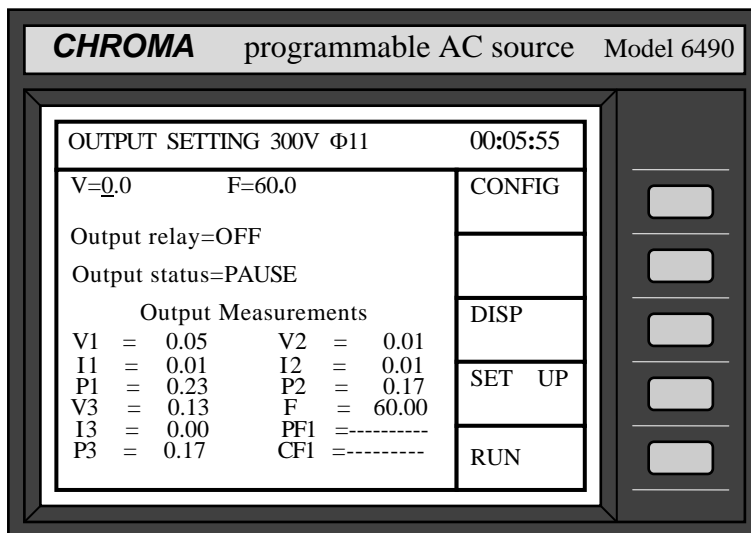 CHROMA programmable AC source Model 6490
OUTPUT SETTING 300V Φ11 00:05:55
V=0.0 F=60.0
CONFIG
Output relay=OFF
Output status=PAUSE
Output Measurements
DISP
V1 = 0.05 V2 = 0.01
I1 = 0.01 I2 = 0.01
P1 = 0.23 P2 = 0.17
SET UP
V3 = 0.13 F = 60.00
I3 = 0.00 PF1 =----------
P3 = 0.17 CF1 =---------
RUN